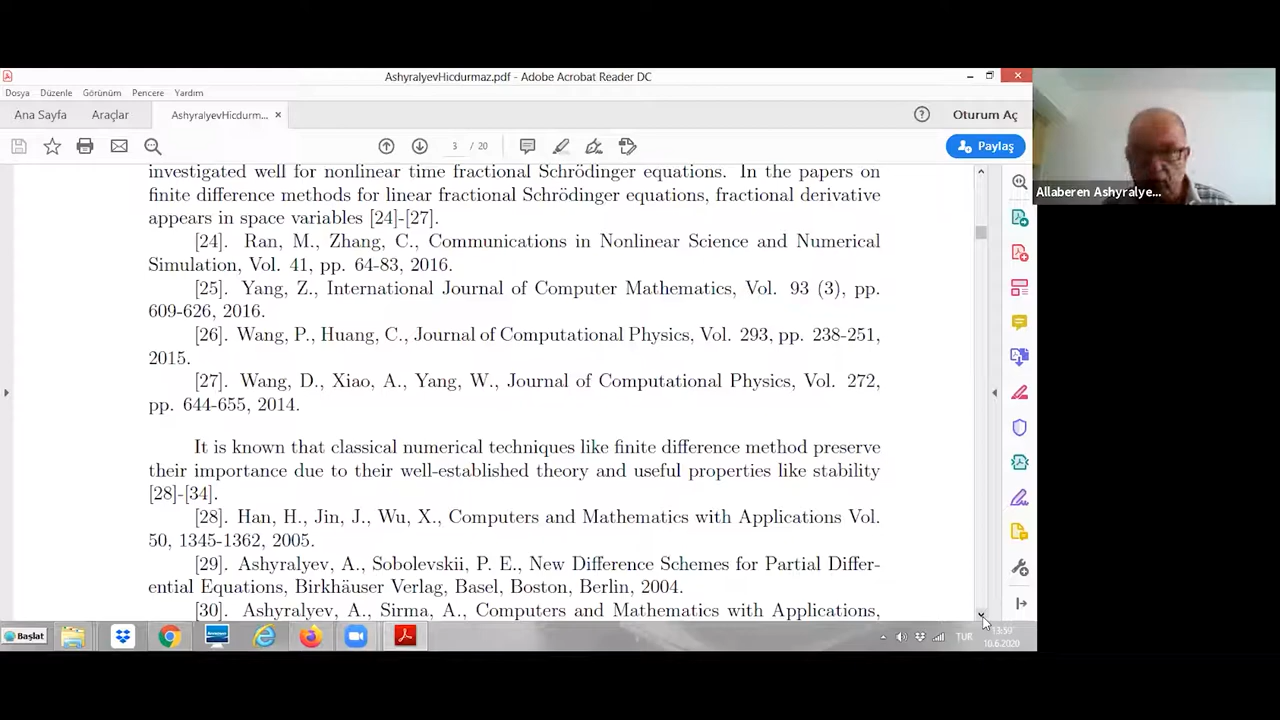 AshyralyevHicdurmaz.pdf - Adobe Acrobat Reader DC
Dosya Düzenle Görünüm Pencere Yardım
Ana Sayfa Araçlar AshyralyevHicdurm... × Oturum Aç
3 / 20 Paylaş
investigated well for nonlinear time fractional Schrödinger equations. In the papers on
finite difference methods for linear fractional Schrödinger equations, fractional derivative
appears in space variables [24]-[27].
[24]. Ran, M., Zhang, C., Communications in Nonlinear Science and Numerical
Simulation, Vol. 41, pp. 64-83, 2016.
[25]. Yang, Z., International Journal of Computer Mathematics, Vol. 93 (3), pp.
609-626, 2016.
[26]. Wang, P., Huang, C., Journal of Computational Physics, Vol. 293, pp. 238-251,
2015.
[27]. Wang, D., Xiao, A., Yang, W., Journal of Computational Physics, Vol. 272,
pp. 644-655, 2014.
It is known that classical numerical techniques like finite difference method preserve
their importance due to their well-established theory and useful properties like stability
[28]-[34].
[28]. Han, H., Jin, J., Wu, X., Computers and Mathematics with Applications Vol.
50, 1345-1362, 2005.
[29]. Ashyralyev, A., Sobolevskii, P. E., New Difference Schemes for Partial Differ-
ential Equations, Birkhäuser Verlag, Basel, Boston, Berlin, 2004.
[30]. Ashyralyev, A., Sirma, A., Computers and Mathematics with Applications,
Allaberen Ashyralye...
Başlat
TUR
13:59
10.6.2020